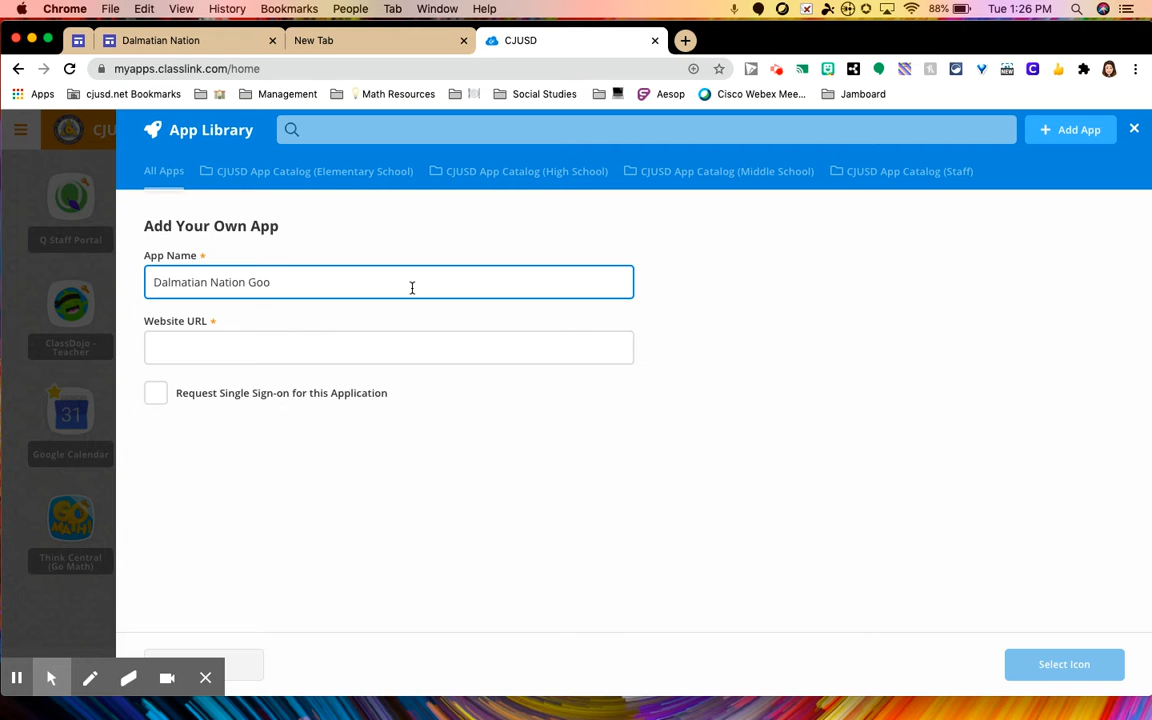 Chrome File Edit View History Bookmarks People Tab Window Help 88% Tue 1:26 PM
Dalmatian Nation New Tab CJUSD
myapps.classlink.com/home
Apps cjusd.net Bookmarks Management Math Resources Social Studies Aesop Cisco Webex Mee... Jamboard
CJU App Library + Add App
All Apps CJUSD App Catalog (Elementary School) CJUSD App Catalog (High School) CJUSD App Catalog (Middle School) CJUSD App Catalog (Staff)
Q Staff Portal
ClassDojo - Teacher
31
Google Calendar
GO MATH!
Think Central (Go Math)
Add Your Own App
App Name *
Dalmatian Nation Goo
Website URL *
Request Single Sign-on for this Application
Select Icon